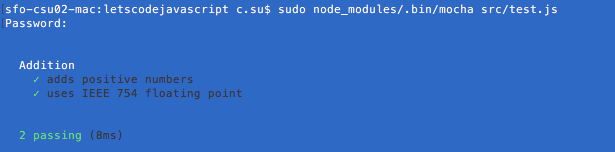 sfo-csu02-mac:letscodejavascript c.su$ sudo node_modules/.bin/mocha src/test.js
Password:
Addition
✓ adds positive numbers
✓ uses IEEE 754 floating point
2 passing (8ms)